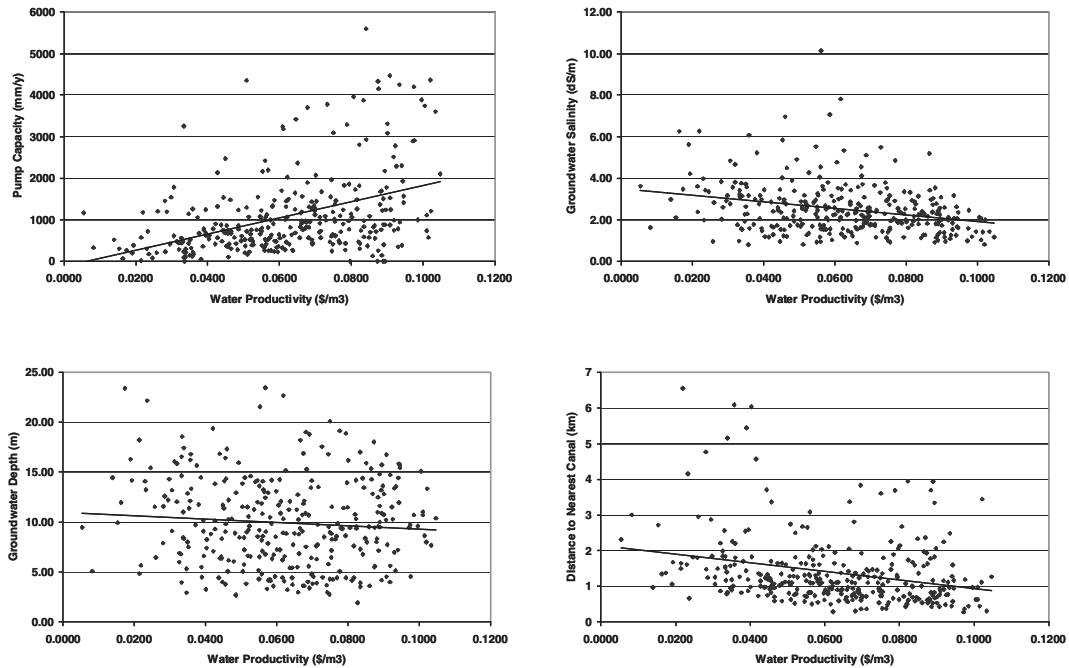 6000
5000
4000
3000
2000
1000
0
Pump Capacity (mm/y)
0.0000 0.0200 0.0400 0.0600 0.0800 0.1000 0.1200
Water Productivity ($/m3)
12.00
10.00
8.00
6.00
4.00
2.00
0.00
Groundwater Salinity (dS/m)
0.0000 0.0200 0.0400 0.0600 0.0800 0.1000 0.1200
Water Productivity ($/m3)
25.00
20.00
15.00
10.00
5.00
0.00
Groundwater Depth (m)
0.0000 0.0200 0.0400 0.0600 0.0800 0.1000 0.1200
Water Productivity ($/m3)
7
6
5
4
3
2
1
0
Distance to Nearest Canal (km)
0.0000 0.0200 0.0400 0.0600 0.0800 0.1000 0.1200
Water Productivity ($/m3)